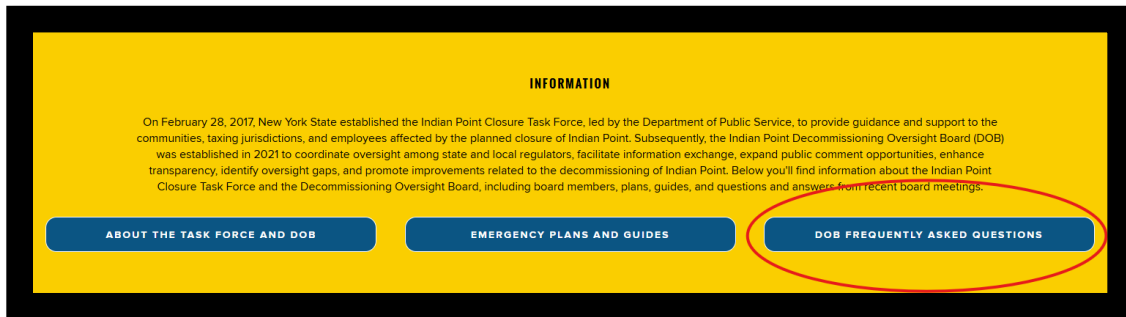 INFORMATION
On February 28, 2017, New York State established the Indian Point Closure Task Force, led by the Department of Public Service, to provide guidance and support to the
communities, taxing jurisdictions, and employees affected by the planned closure of Indian Point. Subsequently, the Indian Point Decommissioning Oversight Board (DOB)
was established in 2021 to coordinate oversight among state and local regulators, facilitate information exchange, expand public comment opportunities, enhance
transparency, identify oversight gaps, and promote improvements related to the decommissioning of Indian Point. Below you'll find information about the Indian Point
Closure Task Force and the Decommissioning Oversight Board, including board members, plans, guides, and questions and answers from recent board meetings.
ABOUT THE TASK FORCE AND DOB
EMERGENCY PLANS AND GUIDES
DOB FREQUENTLY ASKED QUESTIONS